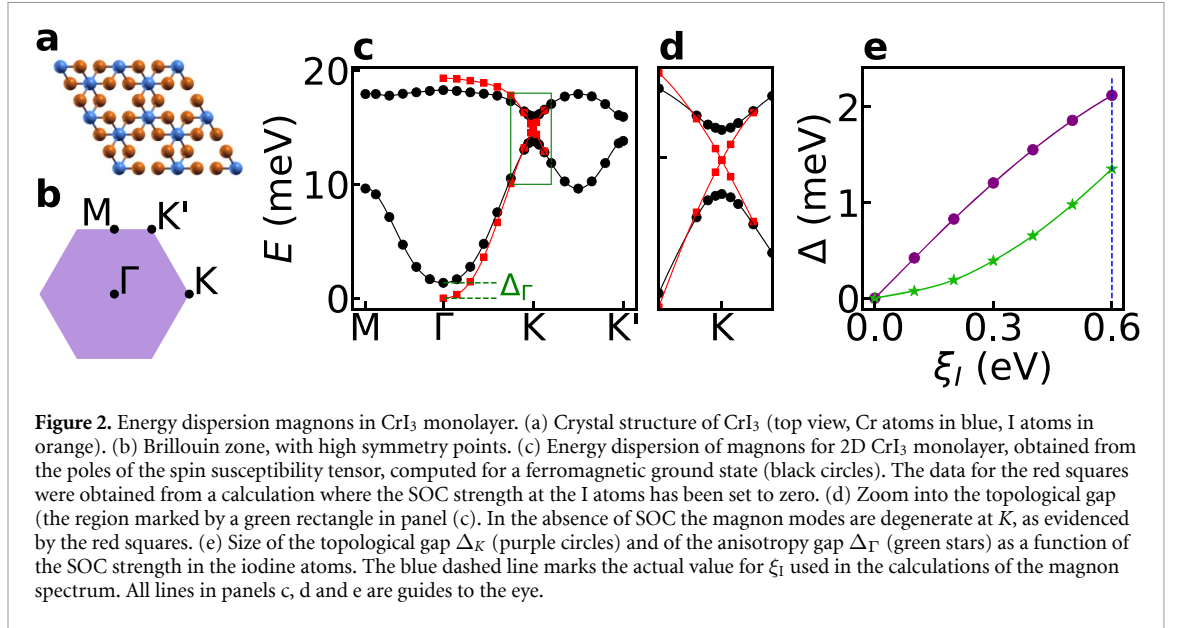 a
b
M
K'
Γ
K
c
20
10
0
E (meV)
Δ_Γ
M
Γ
K
K'
d
K
e
2
1
0
Δ (meV)
0.0
0.3
0.6
ξ_I (eV)
Figure 2. Energy dispersion magnons in CrI₃ monolayer. (a) Crystal structure of CrI₃ (top view, Cr atoms in blue, I atoms in
orange). (b) Brillouin zone, with high symmetry points. (c) Energy dispersion of magnons for 2D CrI₃ monolayer, obtained from
the poles of the spin susceptibility tensor, computed for a ferromagnetic ground state (black circles). The data for the red squares
were obtained from a calculation where the SOC strength at the I atoms has been set to zero. (d) Zoom into the topological gap
(the region marked by a green rectangle in panel (c). In the absence of SOC the magnon modes are degenerate at K, as evidenced
by the red squares. (e) Size of the topological gap Δ_K (purple circles) and of the anisotropy gap Δ_Γ (green stars) as a function of
the SOC strength in the iodine atoms. The blue dashed line marks the actual value for ξ_I used in the calculations of the magnon
spectrum. All lines in panels c, d and e are guides to the eye.